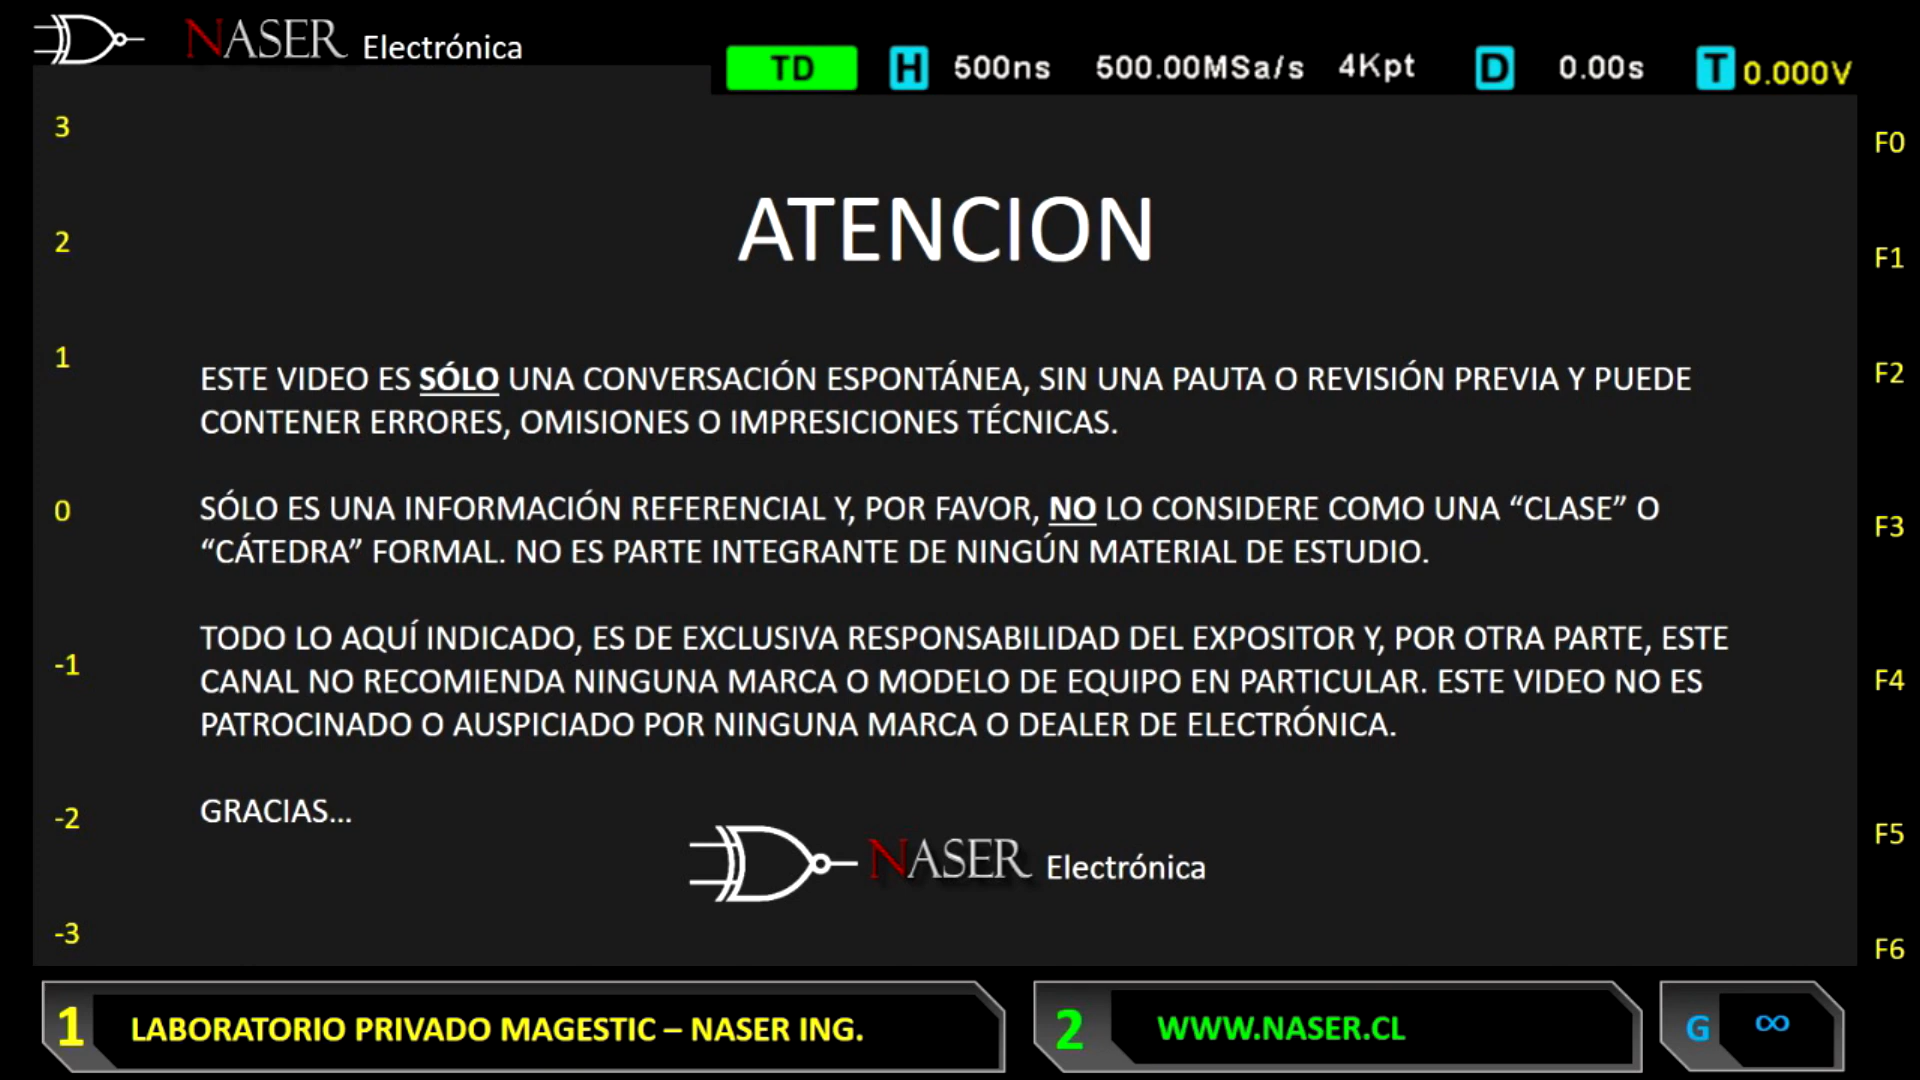 NASER Electrónica
TD H 500ns 500.00MSa/s 4Kpt D 0.00s T 0.000V
3
F0
2
F1
1
F2
0
F3
-1
F4
-2
F5
-3
F6
ATENCION
ESTE VIDEO ES SÓLO UNA CONVERSACIÓN ESPONTÁNEA, SIN UNA PAUTA O REVISIÓN PREVIA Y PUEDE
CONTENER ERRORES, OMISIONES O IMPRESICIONES TÉCNICAS.
SÓLO ES UNA INFORMACIÓN REFERENCIAL Y, POR FAVOR, NO LO CONSIDERE COMO UNA “CLASE” O
“CÁTEDRA” FORMAL. NO ES PARTE INTEGRANTE DE NINGÚN MATERIAL DE ESTUDIO.
TODO LO AQUÍ INDICADO, ES DE EXCLUSIVA RESPONSABILIDAD DEL EXPOSITOR Y, POR OTRA PARTE, ESTE
CANAL NO RECOMIENDA NINGUNA MARCA O MODELO DE EQUIPO EN PARTICULAR. ESTE VIDEO NO ES
PATROCINADO O AUSPICIADO POR NINGUNA MARCA O DEALER DE ELECTRÓNICA.
GRACIAS...
NASER Electrónica
1 LABORATORIO PRIVADO MAGESTIC – NASER ING.
2 WWW.NASER.CL
G ∞